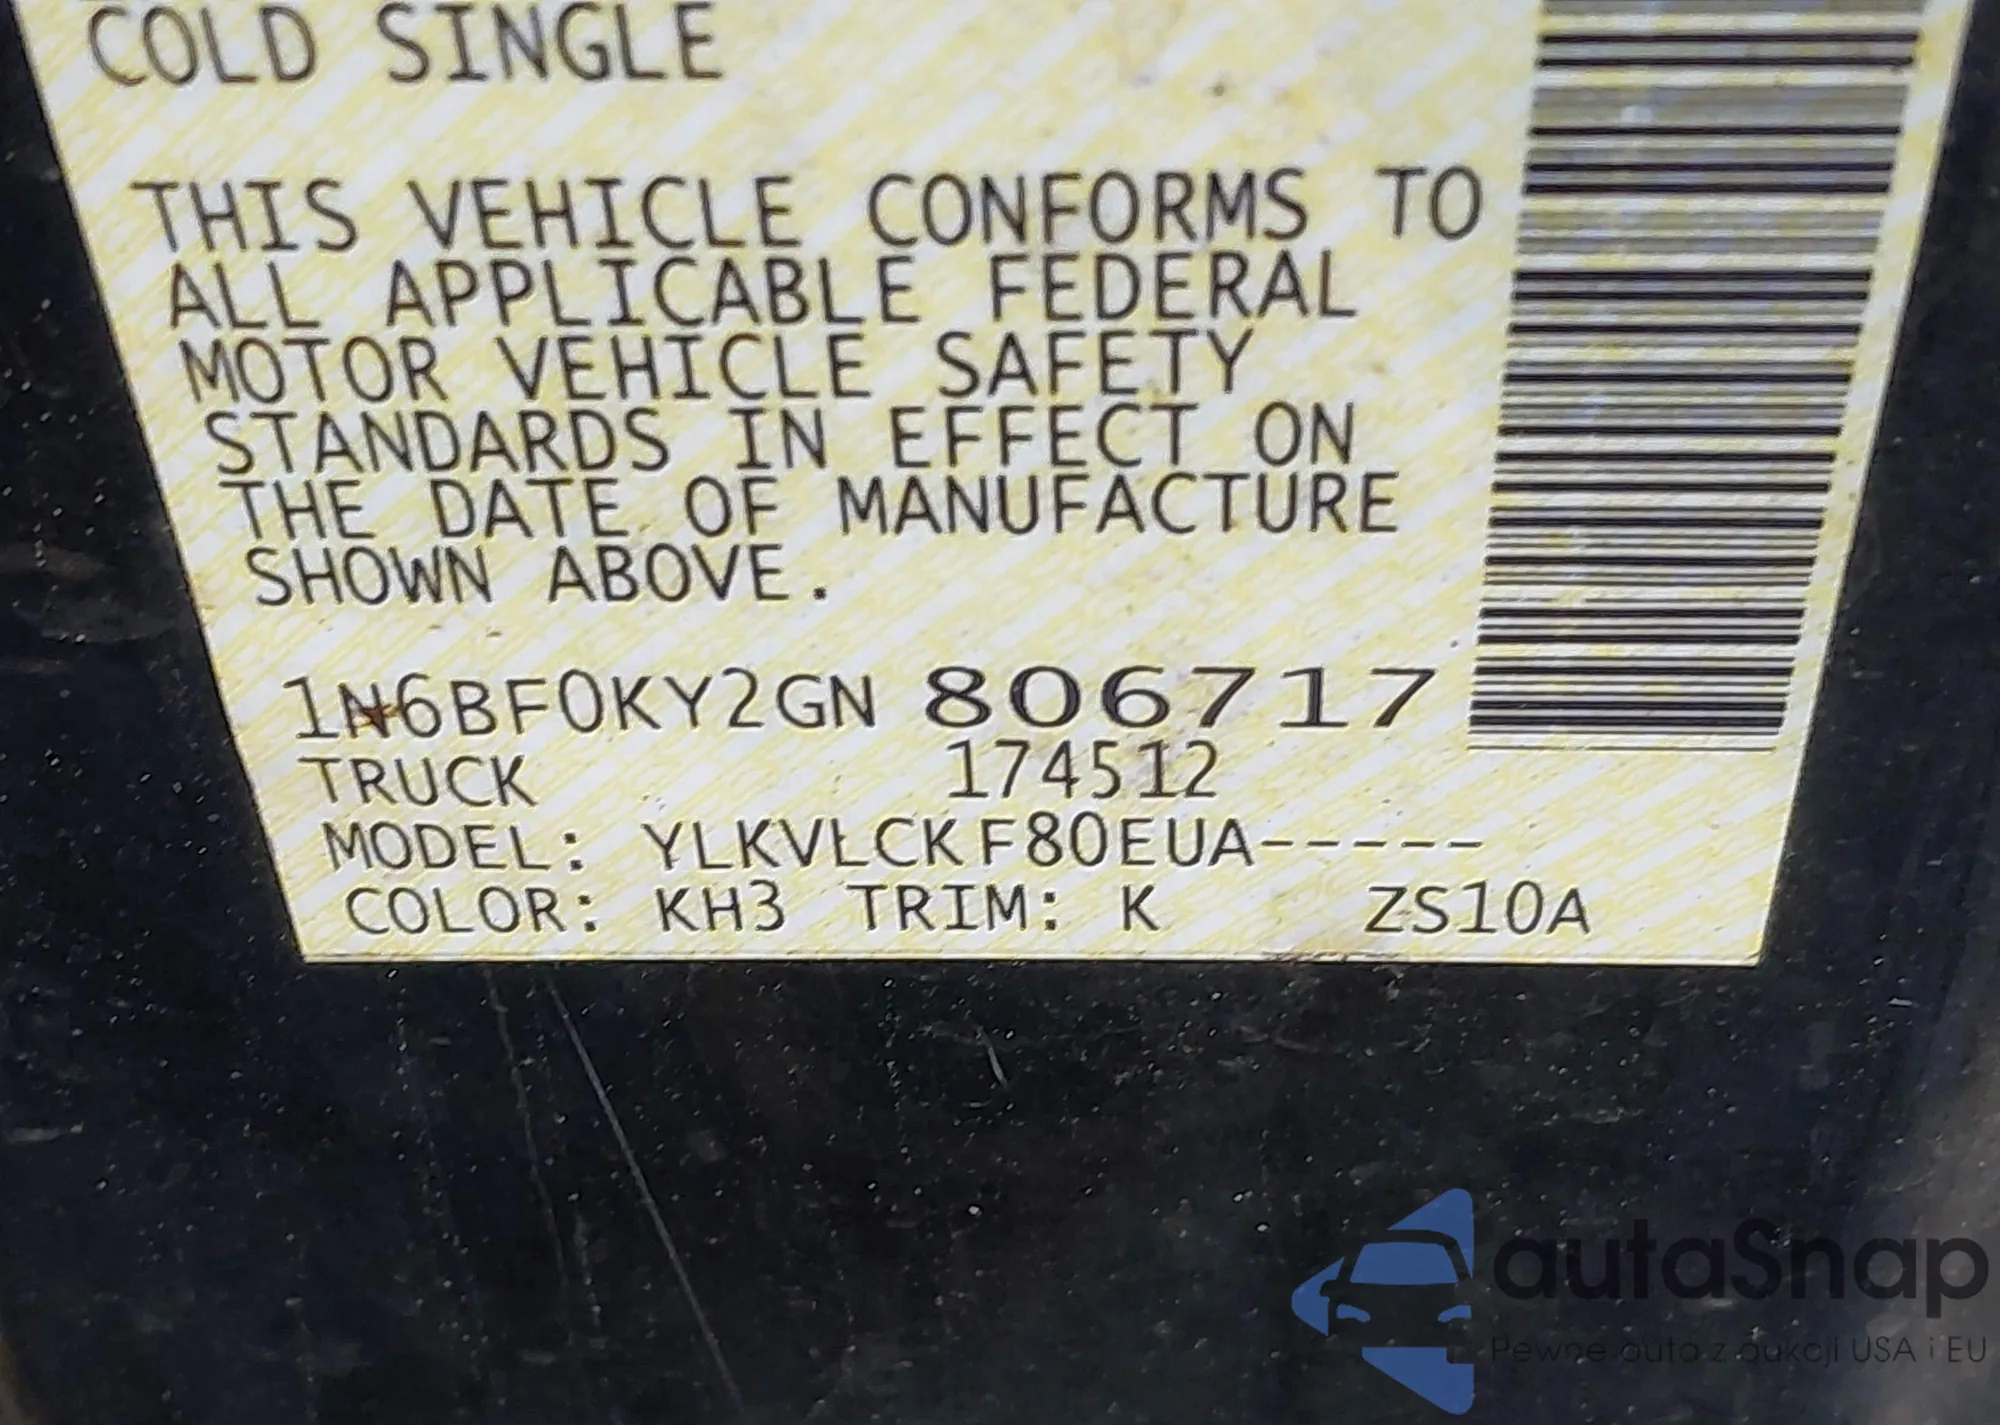 COLD SINGLE
THIS VEHICLE CONFORMS TO
ALL APPLICABLE FEDERAL
MOTOR VEHICLE SAFETY
STANDARDS IN EFFECT ON
THE DATE OF MANUFACTURE
SHOWN ABOVE.
1N6BF0KY2GN 806717
TRUCK 174512
MODEL: YLKVLCKF80EUA-----
COLOR: KH3 TRIM: K ZS10A
autaSnap
Pewne auta z aukcji USA i EU